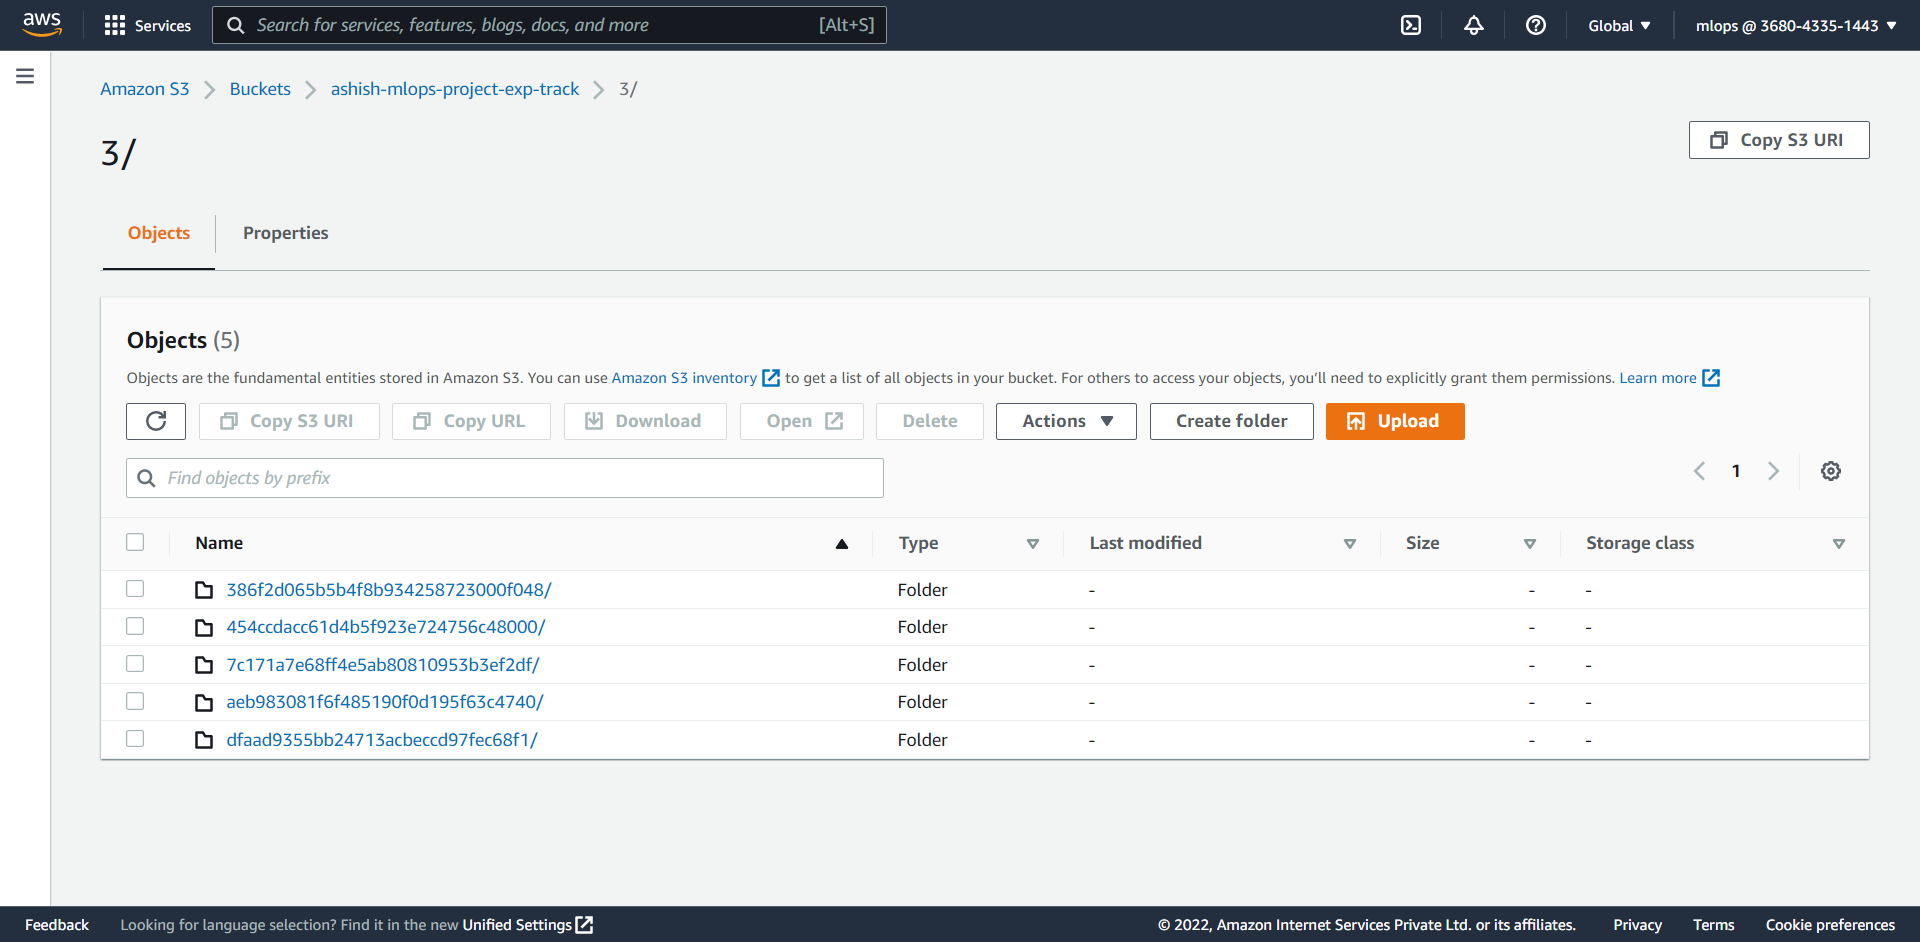 aws Services Search for services, features, blogs, docs, and more [Alt+S] Global mlops @ 3680-4335-1443
Amazon S3 Buckets ashish-mlops-project-exp-track 3/
3/
Copy S3 URI
Objects Properties
Objects (5)
Objects are the fundamental entities stored in Amazon S3. You can use Amazon S3 inventory to get a list of all objects in your bucket. For others to access your objects, you'll need to explicitly grant them permissions. Learn more
Copy S3 URI Copy URL Download Open Delete Actions Create folder Upload
Find objects by prefix 1
Name Type Last modified Size Storage class
386f2d065b5b4f8b934258723000f048/ Folder - - -
454ccdacc61d4b5f923e724756c48000/ Folder - - -
7c171a7e68ff4e5ab80810953b3ef2df/ Folder - - -
aeb983081f6f485190f0d195f63c4740/ Folder - - -
dfaad9355bb24713acbeccd97fec68f1/ Folder - - -
Feedback Looking for language selection? Find it in the new Unified Settings © 2022, Amazon Internet Services Private Ltd. or its affiliates. Privacy Terms Cookie preferences